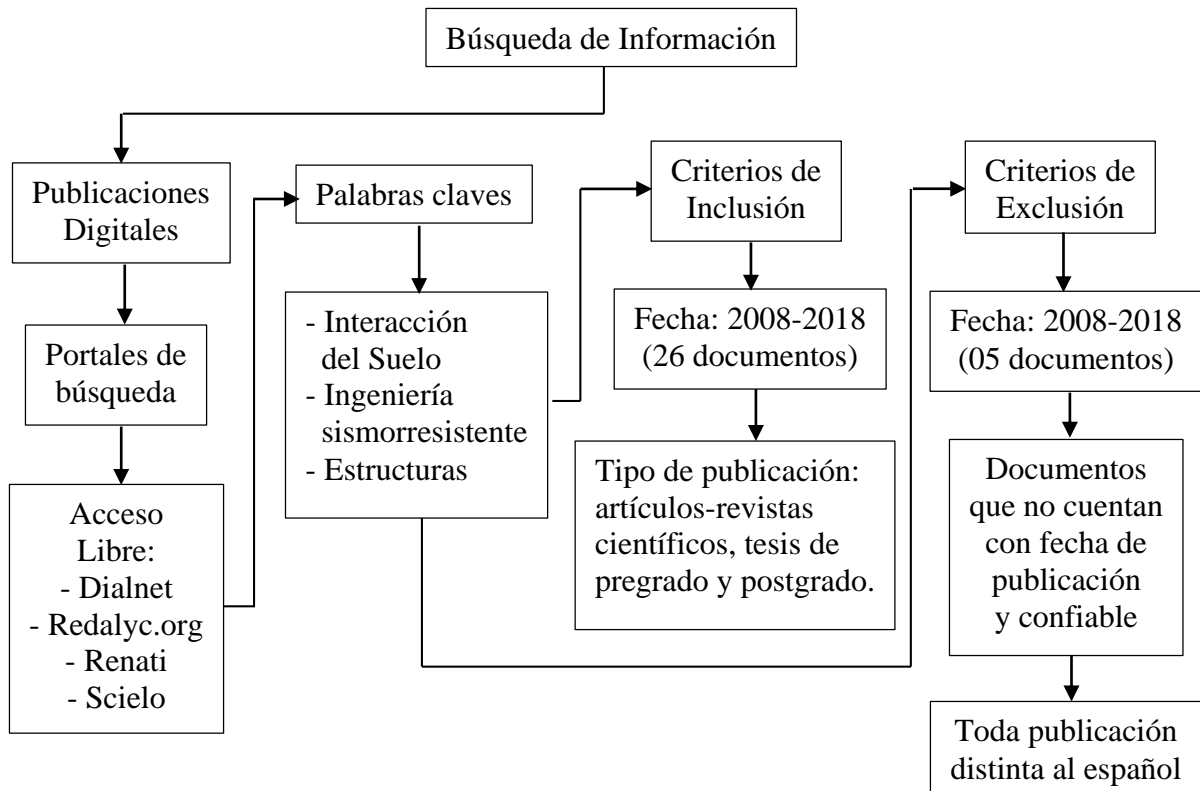 Búsqueda de Información
Publicaciones
Digitales
Portales de
búsqueda
Acceso
Libre:
- Dialnet
- Redalyc.org
- Renati
- Scielo
Palabras claves
- Interacción
del Suelo
- Ingeniería
sismorresistente
- Estructuras
Criterios de
Inclusión
Fecha: 2008-2018
(26 documentos)
Tipo de publicación:
artículos-revistas
científicos, tesis de
pregrado y postgrado.
Criterios de
Exclusión
Fecha: 2008-2018
(05 documentos)
Documentos
que no cuentan
con fecha de
publicación
y confiable
Toda publicación
distinta al español